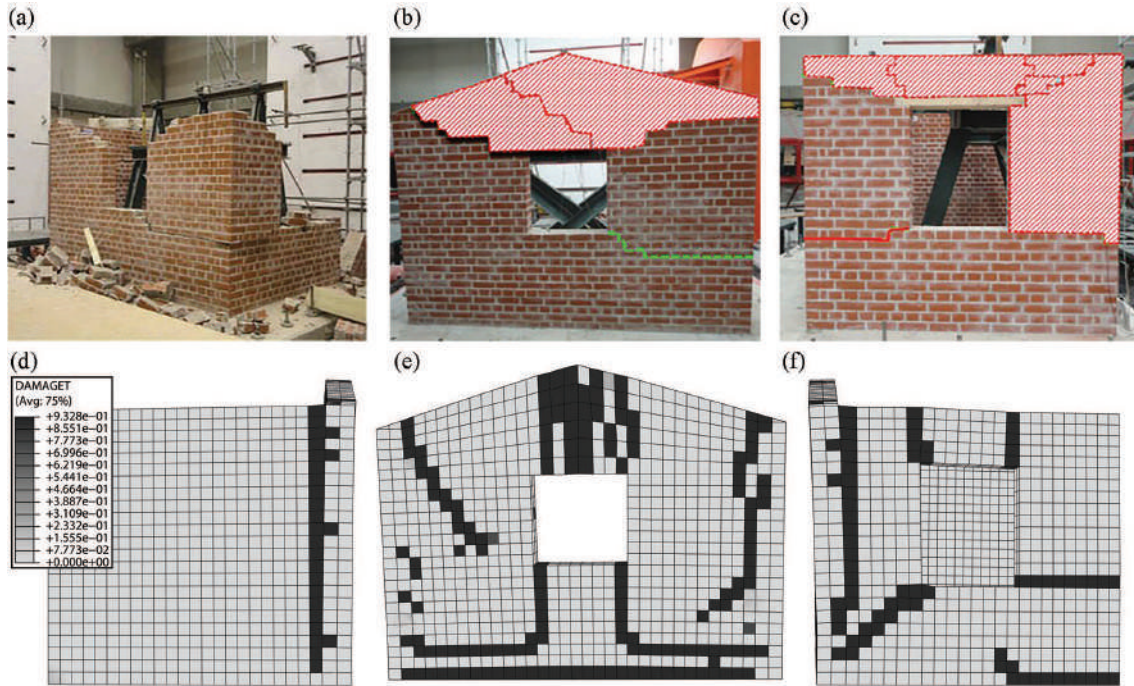 (a)
(b)
(c)
(d)
(e)
(f)
DAMAGET
(Avg: 75%)
+9.328e−01
+8.551e−01
+7.773e−01
+6.996e−01
+6.219e−01
+5.441e−01
+4.664e−01
+3.887e−01
+3.109e−01
+2.332e−01
+1.555e−01
+7.773e−02
+0.000e+00